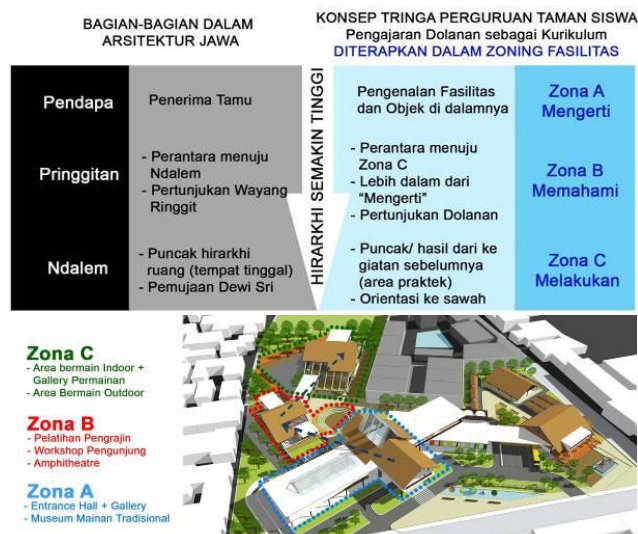 BAGIAN-BAGIAN DALAM
ARSITEKTUR JAWA
KONSEP TRINGA PERGURUAN TAMAN SISWA
Pengajaran Dolanan sebagai Kurikulum
DITERAPKAN DALAM ZONING FASILITAS
Pendapa
Penerima Tamu
Pringgitan
- Perantara menuju
Ndalem
- Pertunjukan Wayang
Ringgit
Ndalem
- Puncak hirarkhi
ruang (tempat tinggal)
- Pemujaan Dewi Sri
HIRARKHI SEMAKIN TINGGI
Pengenalan Fasilitas
dan Objek di dalamnya
Zona A
Mengerti
- Perantara menuju
Zona C
- Lebih dalam dari
"Mengerti"
- Pertunjukan Dolanan
Zona B
Memahami
- Puncak/ hasil dari ke
giatan sebelumnya
(area praktek)
- Orientasi ke sawah
Zona C
Melakukan
Zona C
- Area bermain Indoor +
Gallery Permainan
- Area Bermain Outdoor
Zona B
- Pelatihan Pengrajin
- Workshop Pengunjung
- Amphitheatre
Zona A
- Entrance Hall + Gallery
- Museum Mainan Tradisional